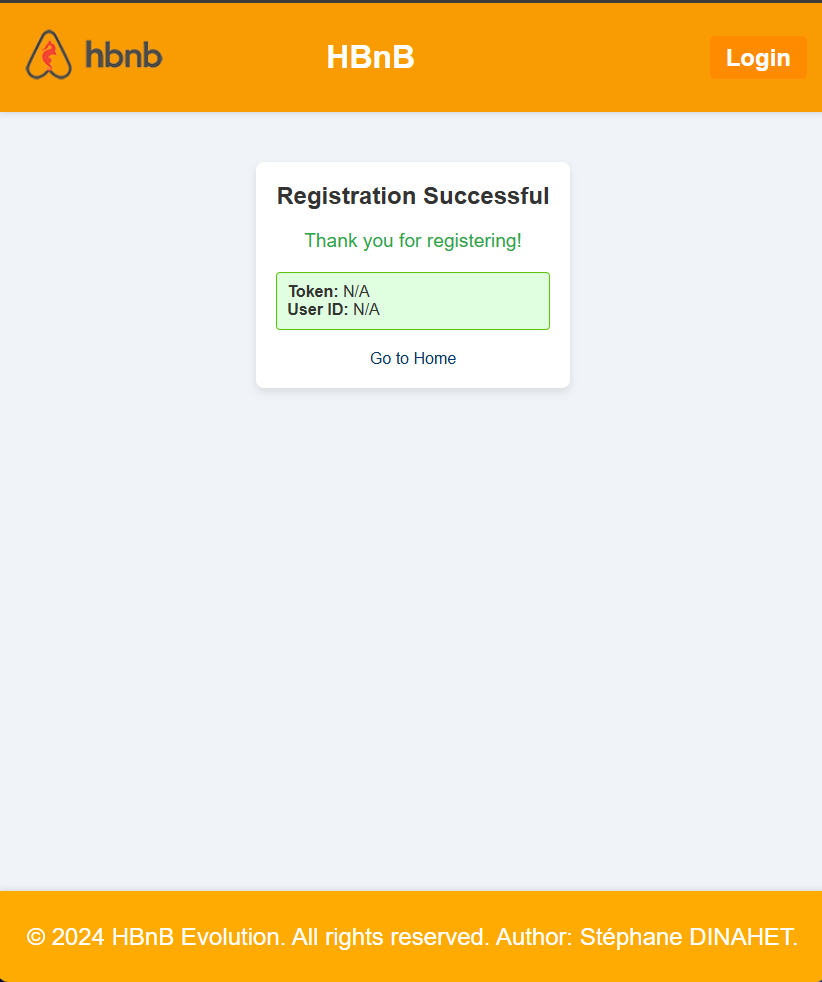 hbnb
HBnB
Login
Registration Successful
Thank you for registering!
Token: N/A
User ID: N/A
Go to Home
© 2024 HBnB Evolution. All rights reserved. Author: Stéphane DINAHET.